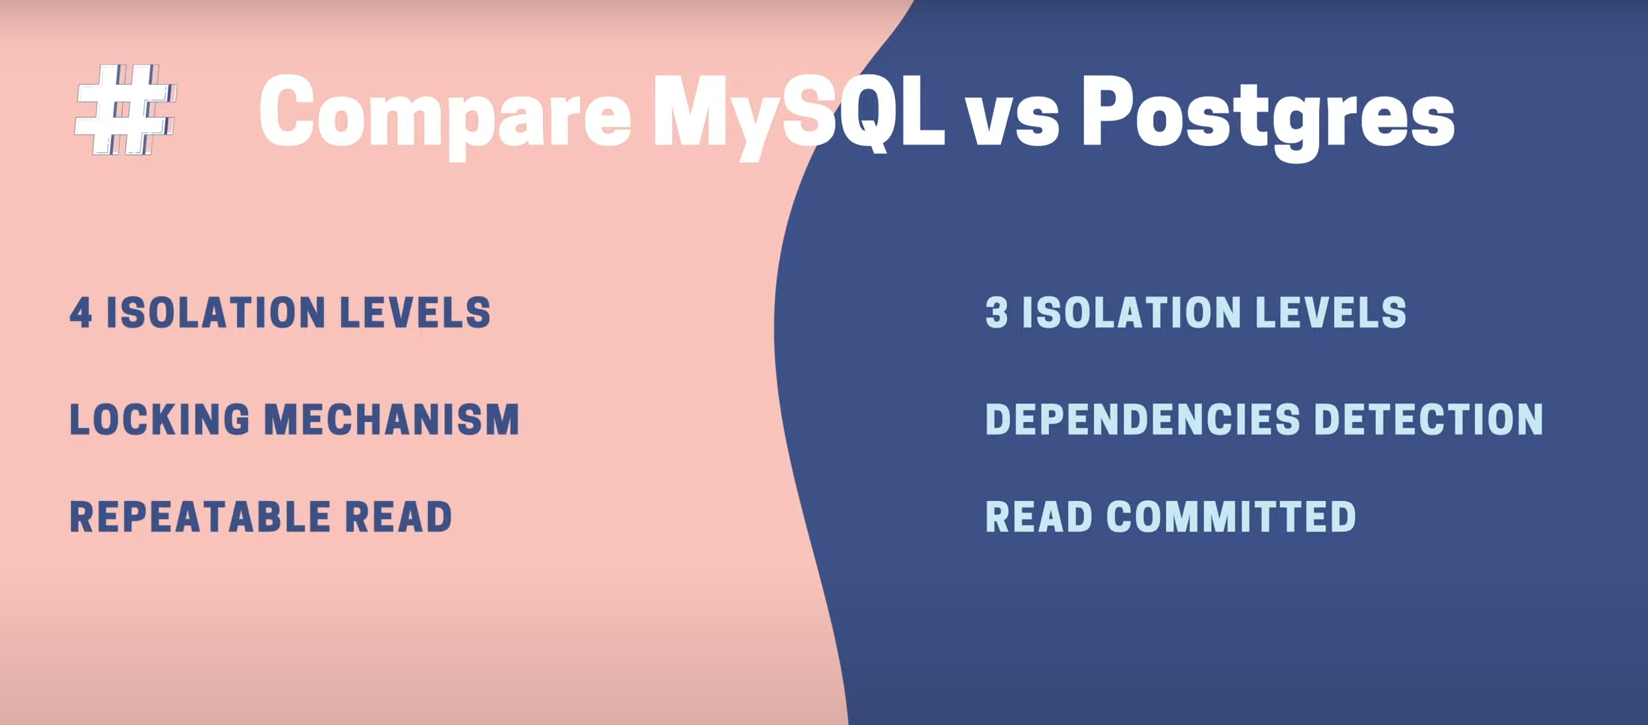 # Compare MySQL vs Postgres
4 ISOLATION LEVELS
3 ISOLATION LEVELS
LOCKING MECHANISM
DEPENDENCIES DETECTION
REPEATABLE READ
READ COMMITTED